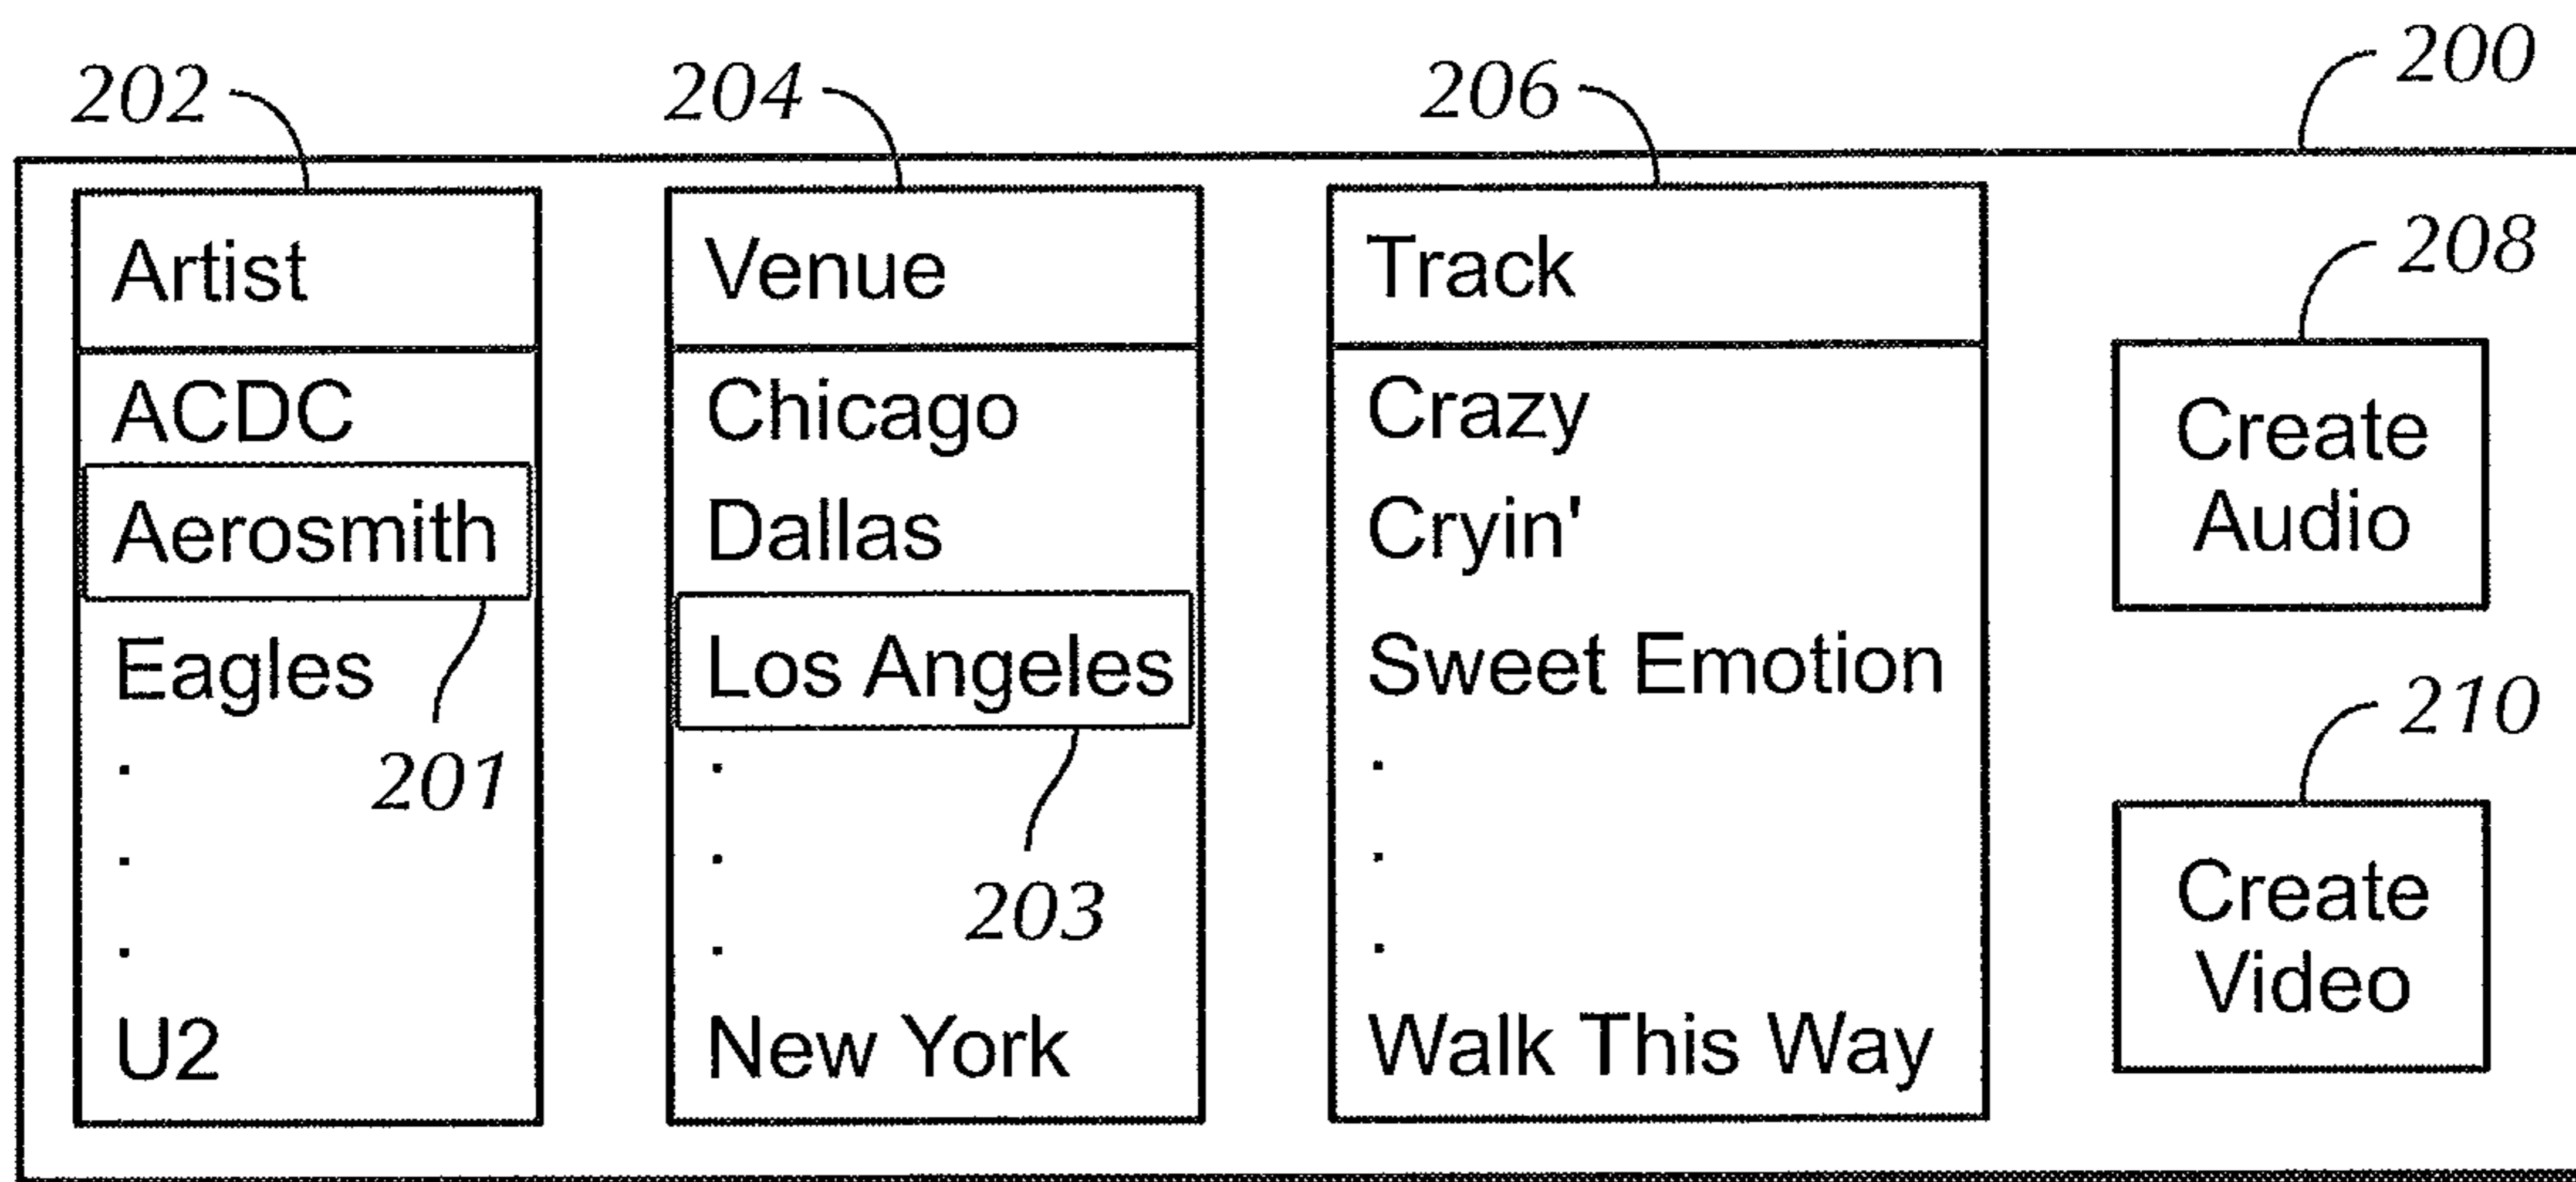 200
202
204
206
Artist
ACDC
Aerosmith
Eagles
.
201
.
.
U2
Venue
Chicago
Dallas
Los Angeles
.
.
203
.
New York
Track
Crazy
Cryin'
Sweet Emotion
.
.
.
Walk This Way
208
Create
Audio
210
Create
Video